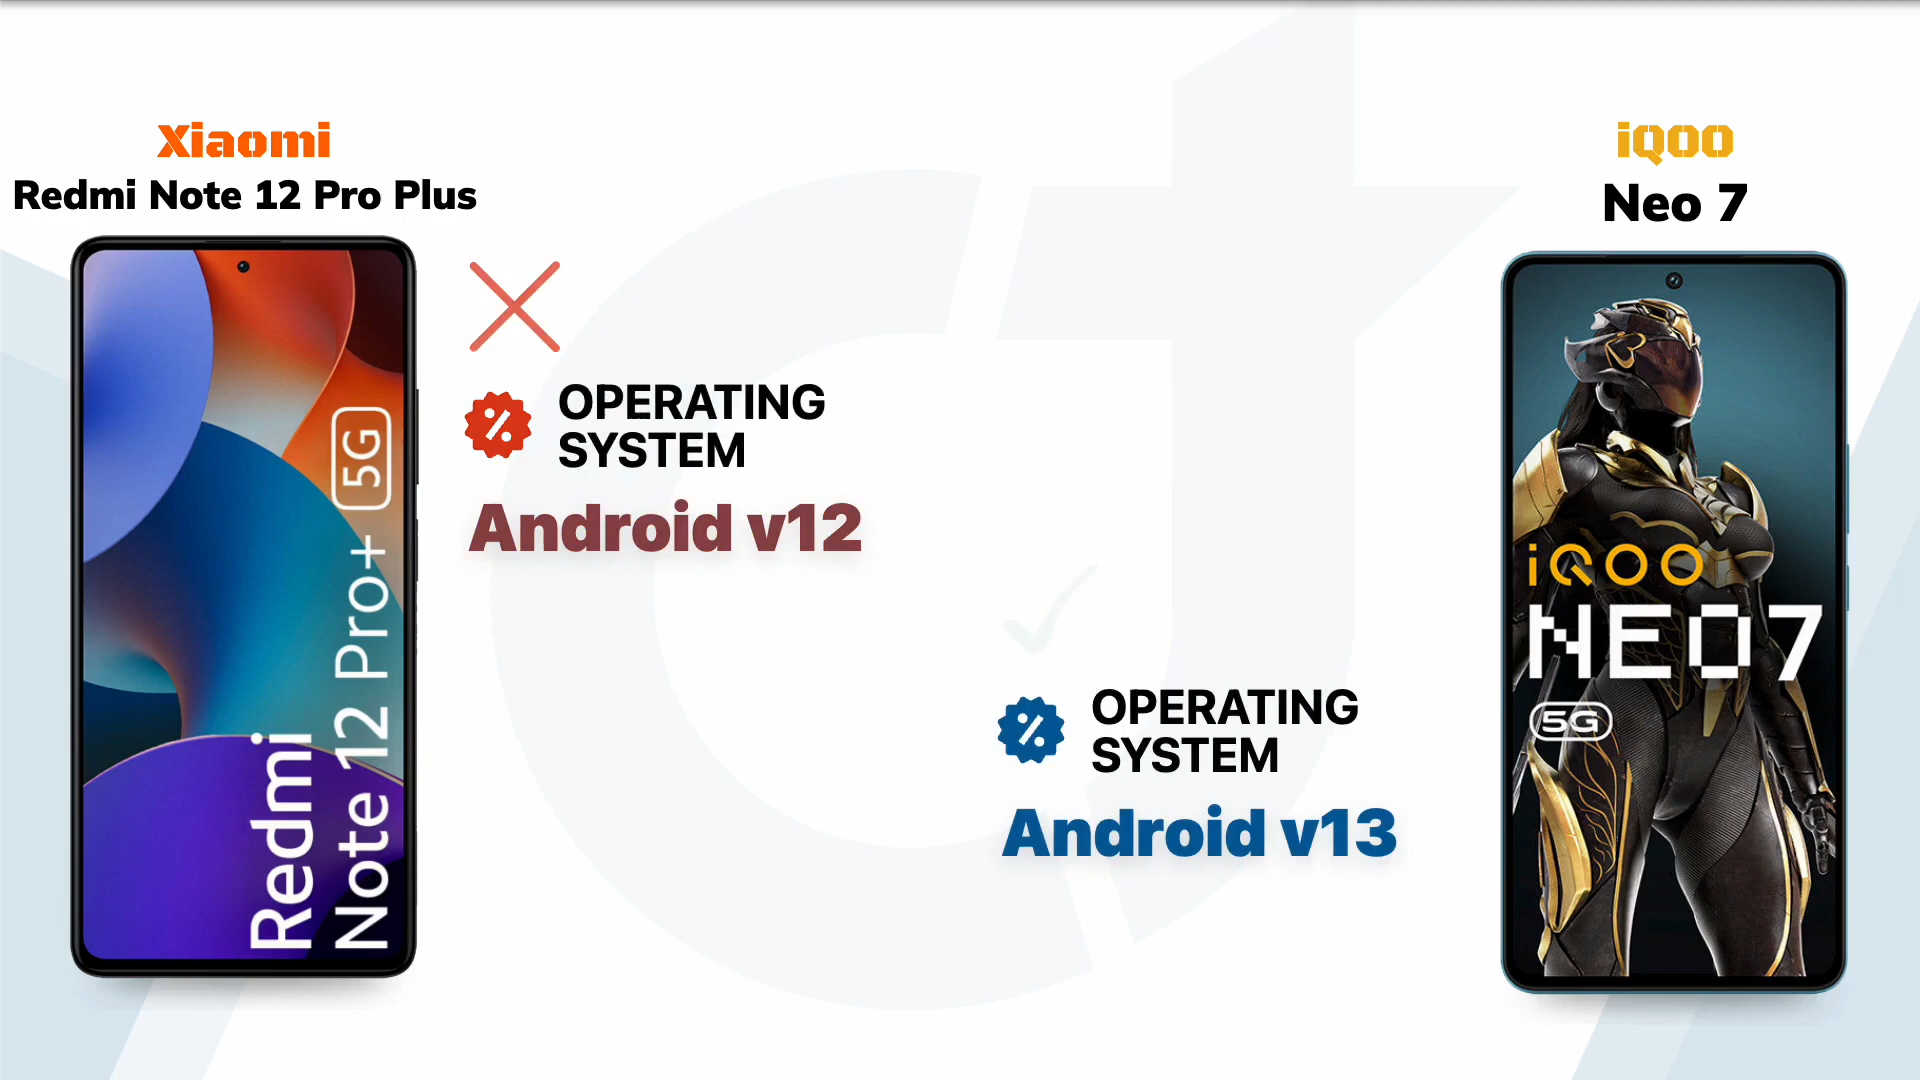 Xiaomi
Redmi Note 12 Pro Plus
5G
Redmi
Note 12 Pro+
OPERATING
SYSTEM
Android v12
OPERATING
SYSTEM
Android v13
iQOO
Neo 7
iQOO
NEO7
5G